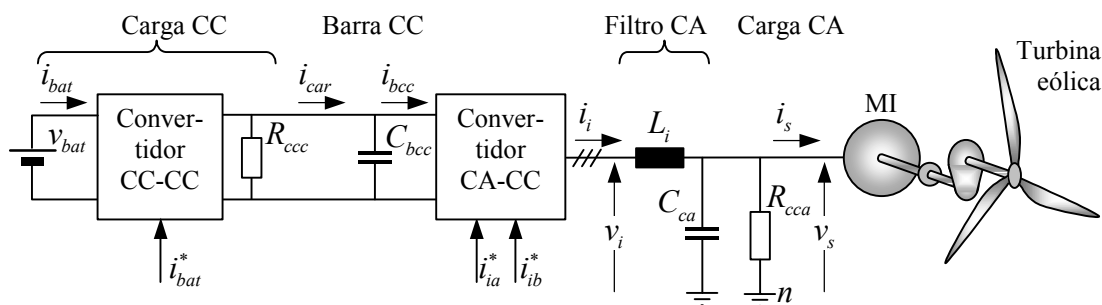 Carga CC
Barra CC
Filtro CA
Carga CA
Turbina
eólica
i_bat
i_car
i_bcc
i_i
L_i
i_s
MI
v_bat
Conver-
tidor
CC-CC
R_ccc
C_bcc
Conver-
tidor
CA-CC
v_i
C_ca
R_cca
v_s
n
i*_bat
i*_ia
i*_ib